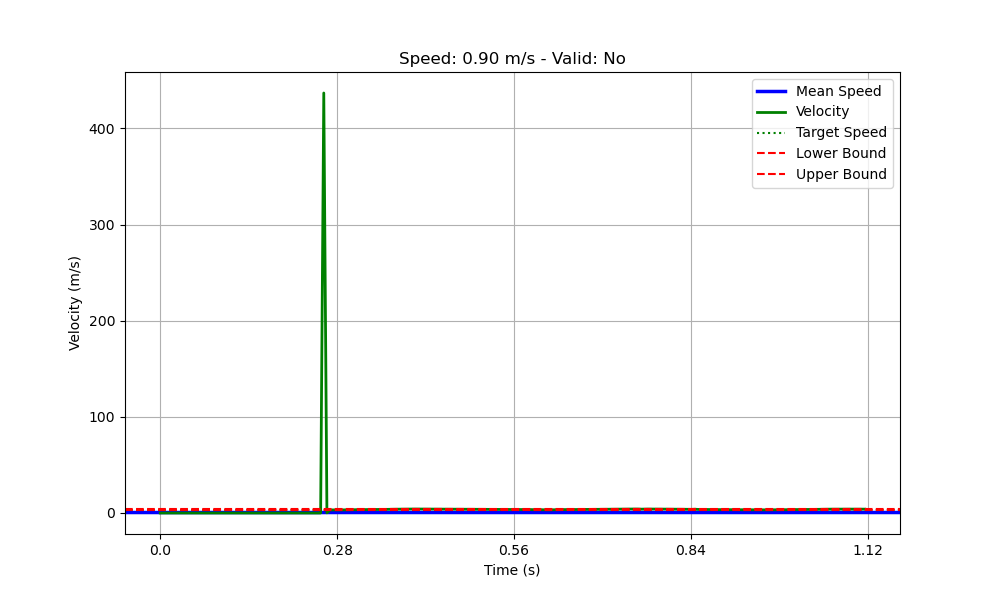 Speed: 0.90 m/s - Valid: No
Mean Speed
Velocity
Target Speed
Lower Bound
Upper Bound
Velocity (m/s)
400
300
200
100
0
0.0 0.28 0.56 0.84 1.12
Time (s)